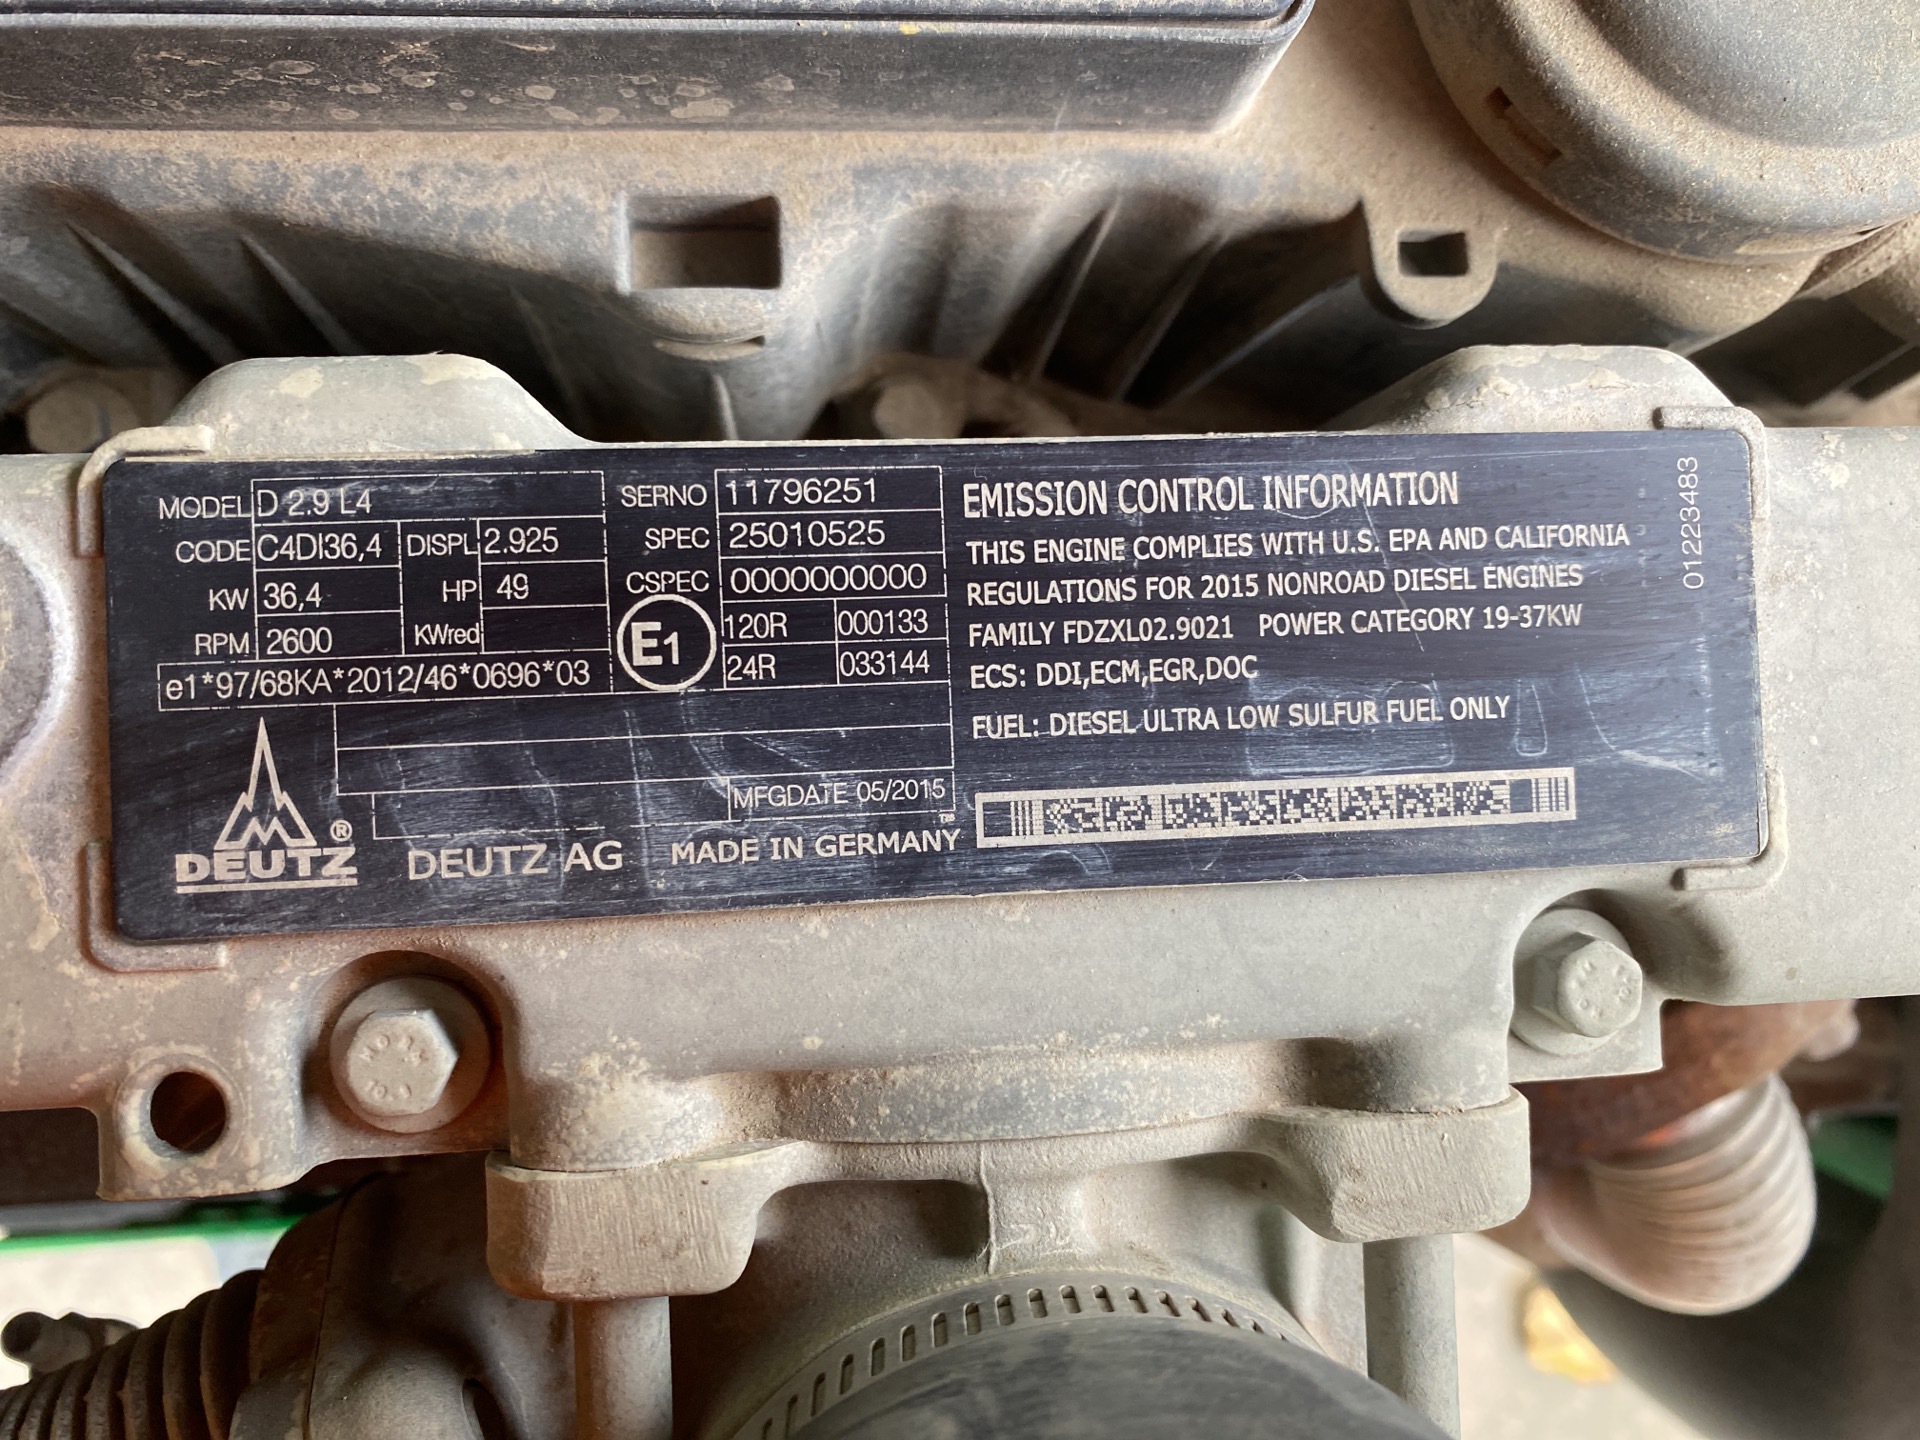 MODEL D 2.9 L4
CODE C4DI36,4 DISPL 2.925
KW 36,4 HP 49
RPM 2600 KWred
e1*97/68KA*2012/46*0696*03
SERNO 11796251
SPEC 25010525
CSPEC 0000000000
E1 120R 000133
24R 033144
MFGDATE 05/2015
DEUTZ ®
DEUTZ AG MADE IN GERMANY
TM
EMISSION CONTROL INFORMATION
THIS ENGINE COMPLIES WITH U.S. EPA AND CALIFORNIA
REGULATIONS FOR 2015 NONROAD DIESEL ENGINES
FAMILY FDZXL02.9021 POWER CATEGORY 19-37KW
ECS: DDI,ECM,EGR,DOC
FUEL: DIESEL ULTRA LOW SULFUR FUEL ONLY
01223483